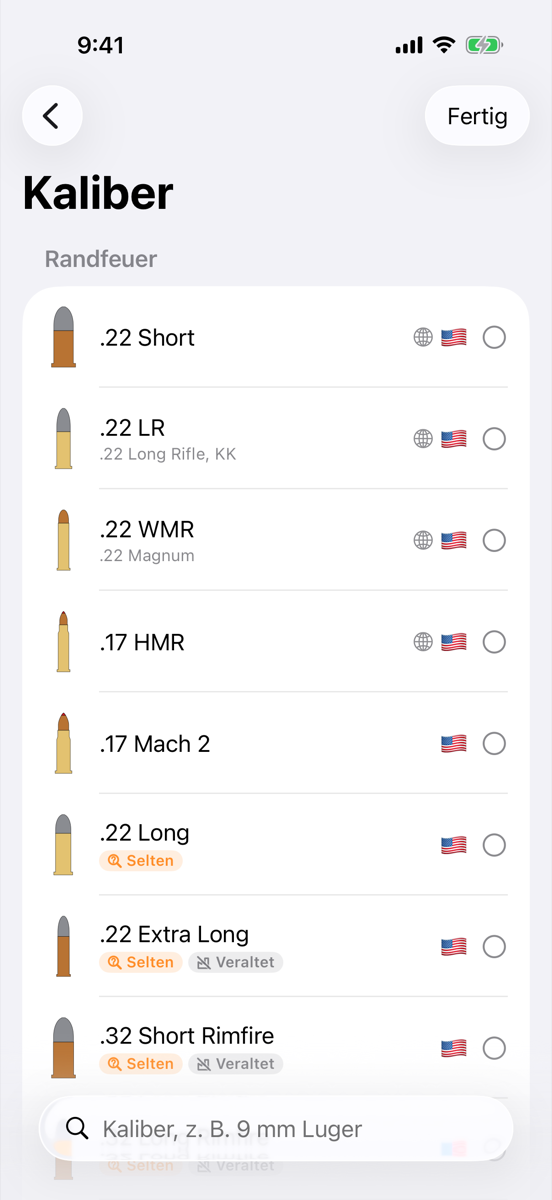 9:41
Fertig
Kaliber
Randfeuer
.22 Short
.22 LR
.22 Long Rifle, KK
.22 WMR
.22 Magnum
.17 HMR
.17 Mach 2
.22 Long
Selten
.22 Extra Long
Selten Veraltet
.32 Short Rimfire
Selten Veraltet
Kaliber, z. B. 9 mm Luger
Selten Veraltet